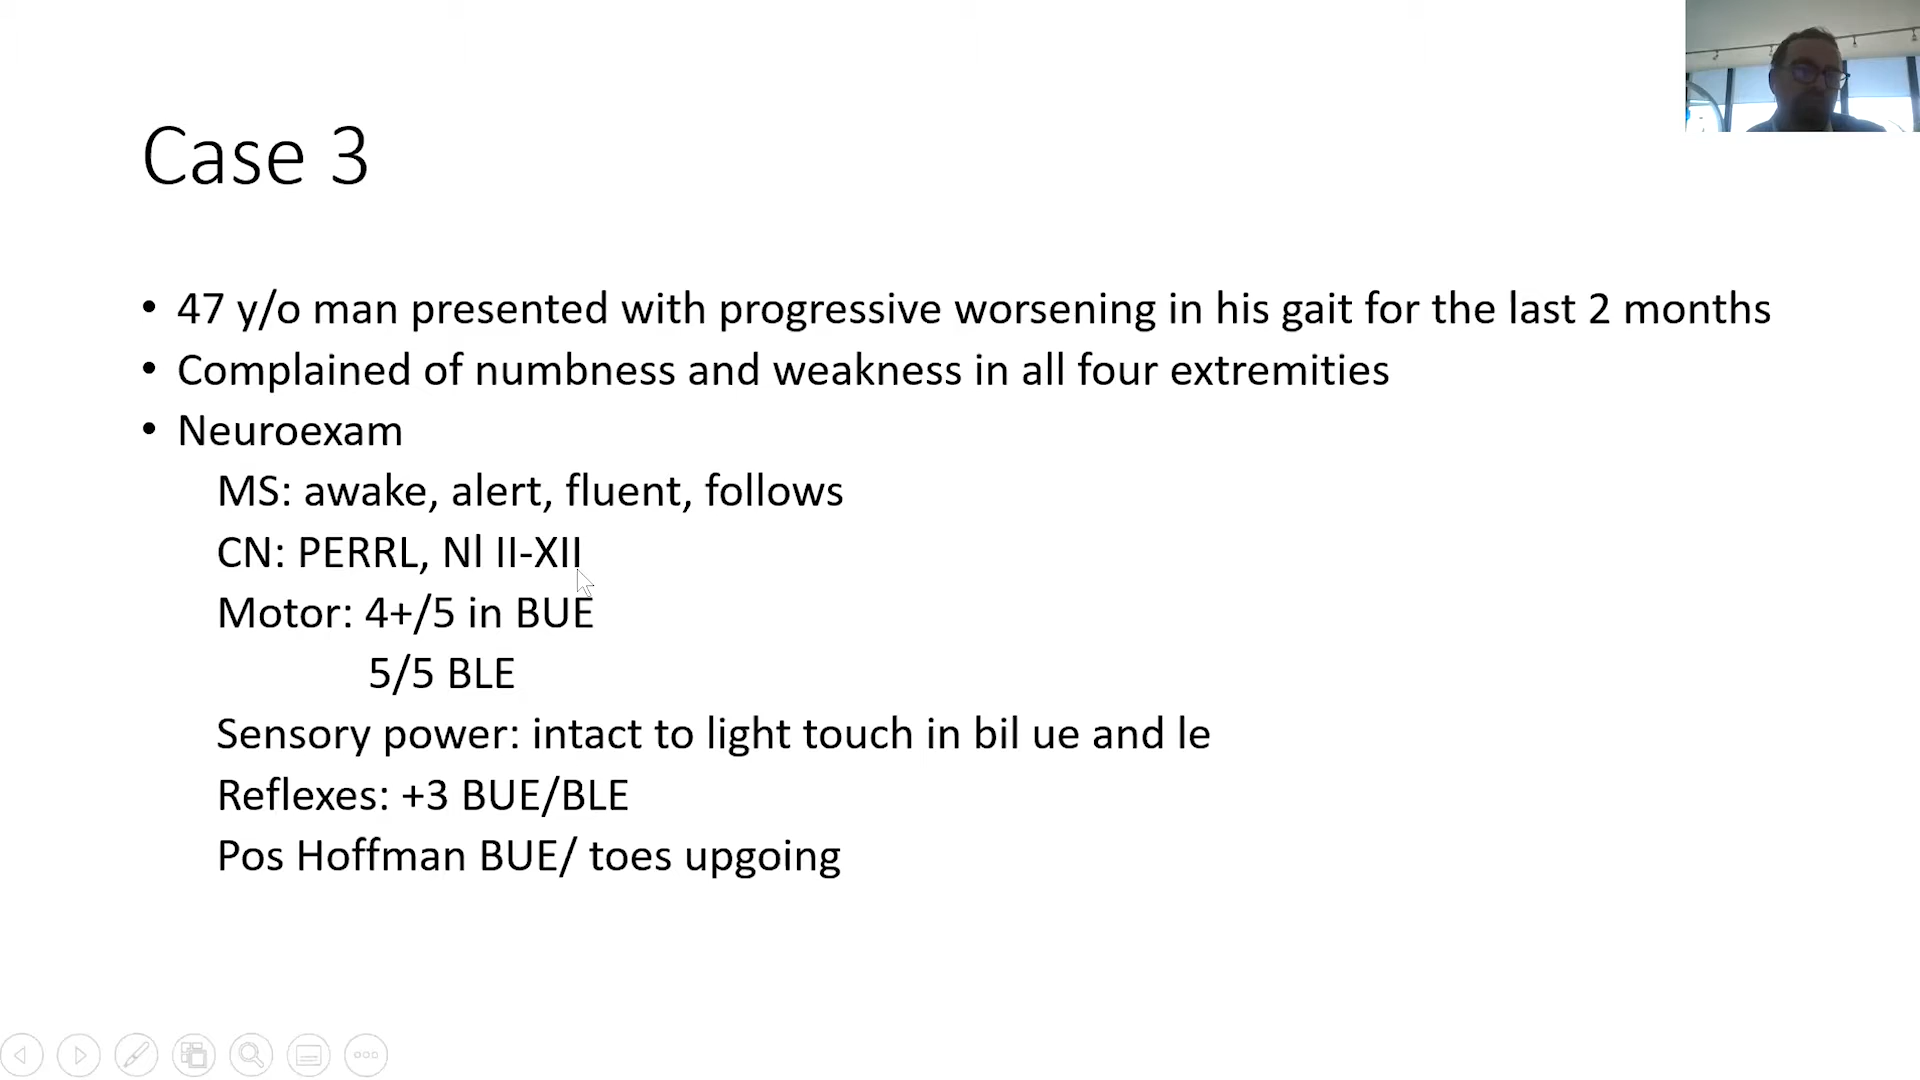 Case 3
• 47 y/o man presented with progressive worsening in his gait for the last 2 months
• Complained of numbness and weakness in all four extremities
• Neuroexam
MS: awake, alert, fluent, follows
CN: PERRL, Nl II-XII
Motor: 4+/5 in BUE
5/5 BLE
Sensory power: intact to light touch in bil ue and le
Reflexes: +3 BUE/BLE
Pos Hoffman BUE/ toes upgoing